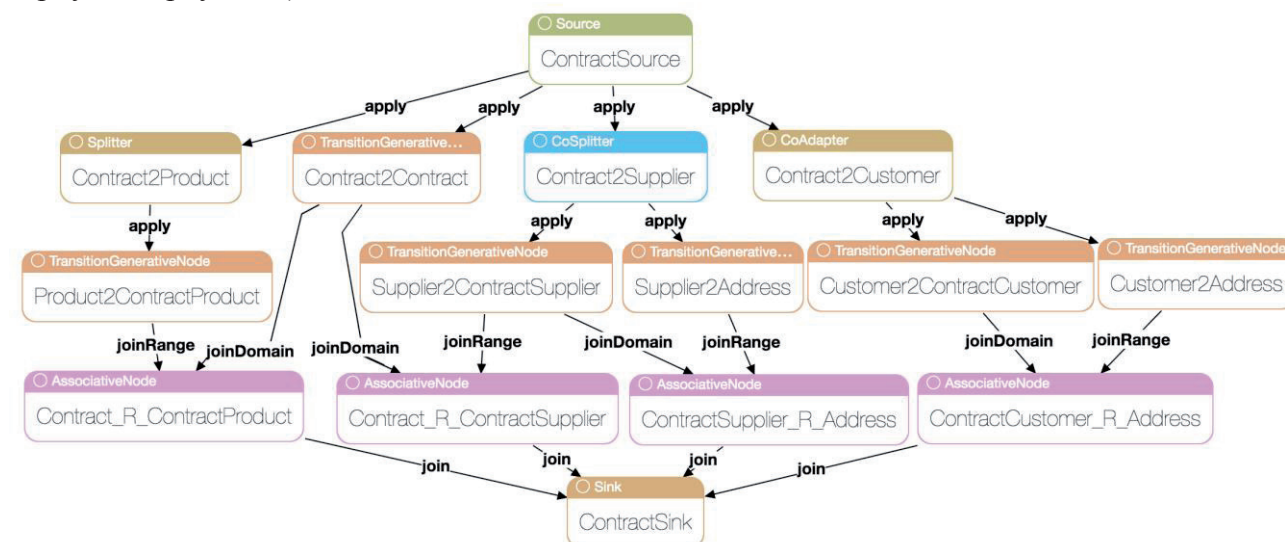 Source
ContractSource
apply
apply
apply
apply
Splitter
Contract2Product
TransitionGenerative...
Contract2Contract
CoSplitter
Contract2Supplier
CoAdapter
Contract2Customer
apply
apply
apply
apply
apply
TransitionGenerativeNode
Product2ContractProduct
TransitionGenerativeNode
Supplier2ContractSupplier
TransitionGenerative...
Supplier2Address
TransitionGenerativeNode
Customer2ContractCustomer
TransitionGenerativeNode
Customer2Address
joinRange
joinDomain
joinDomain
joinRange
joinDomain
joinRange
joinDomain
joinRange
AssociativeNode
Contract_R_ContractProduct
AssociativeNode
Contract_R_ContractSupplier
AssociativeNode
ContractSupplier_R_Address
AssociativeNode
ContractCustomer_R_Address
join
join
join
join
Sink
ContractSink